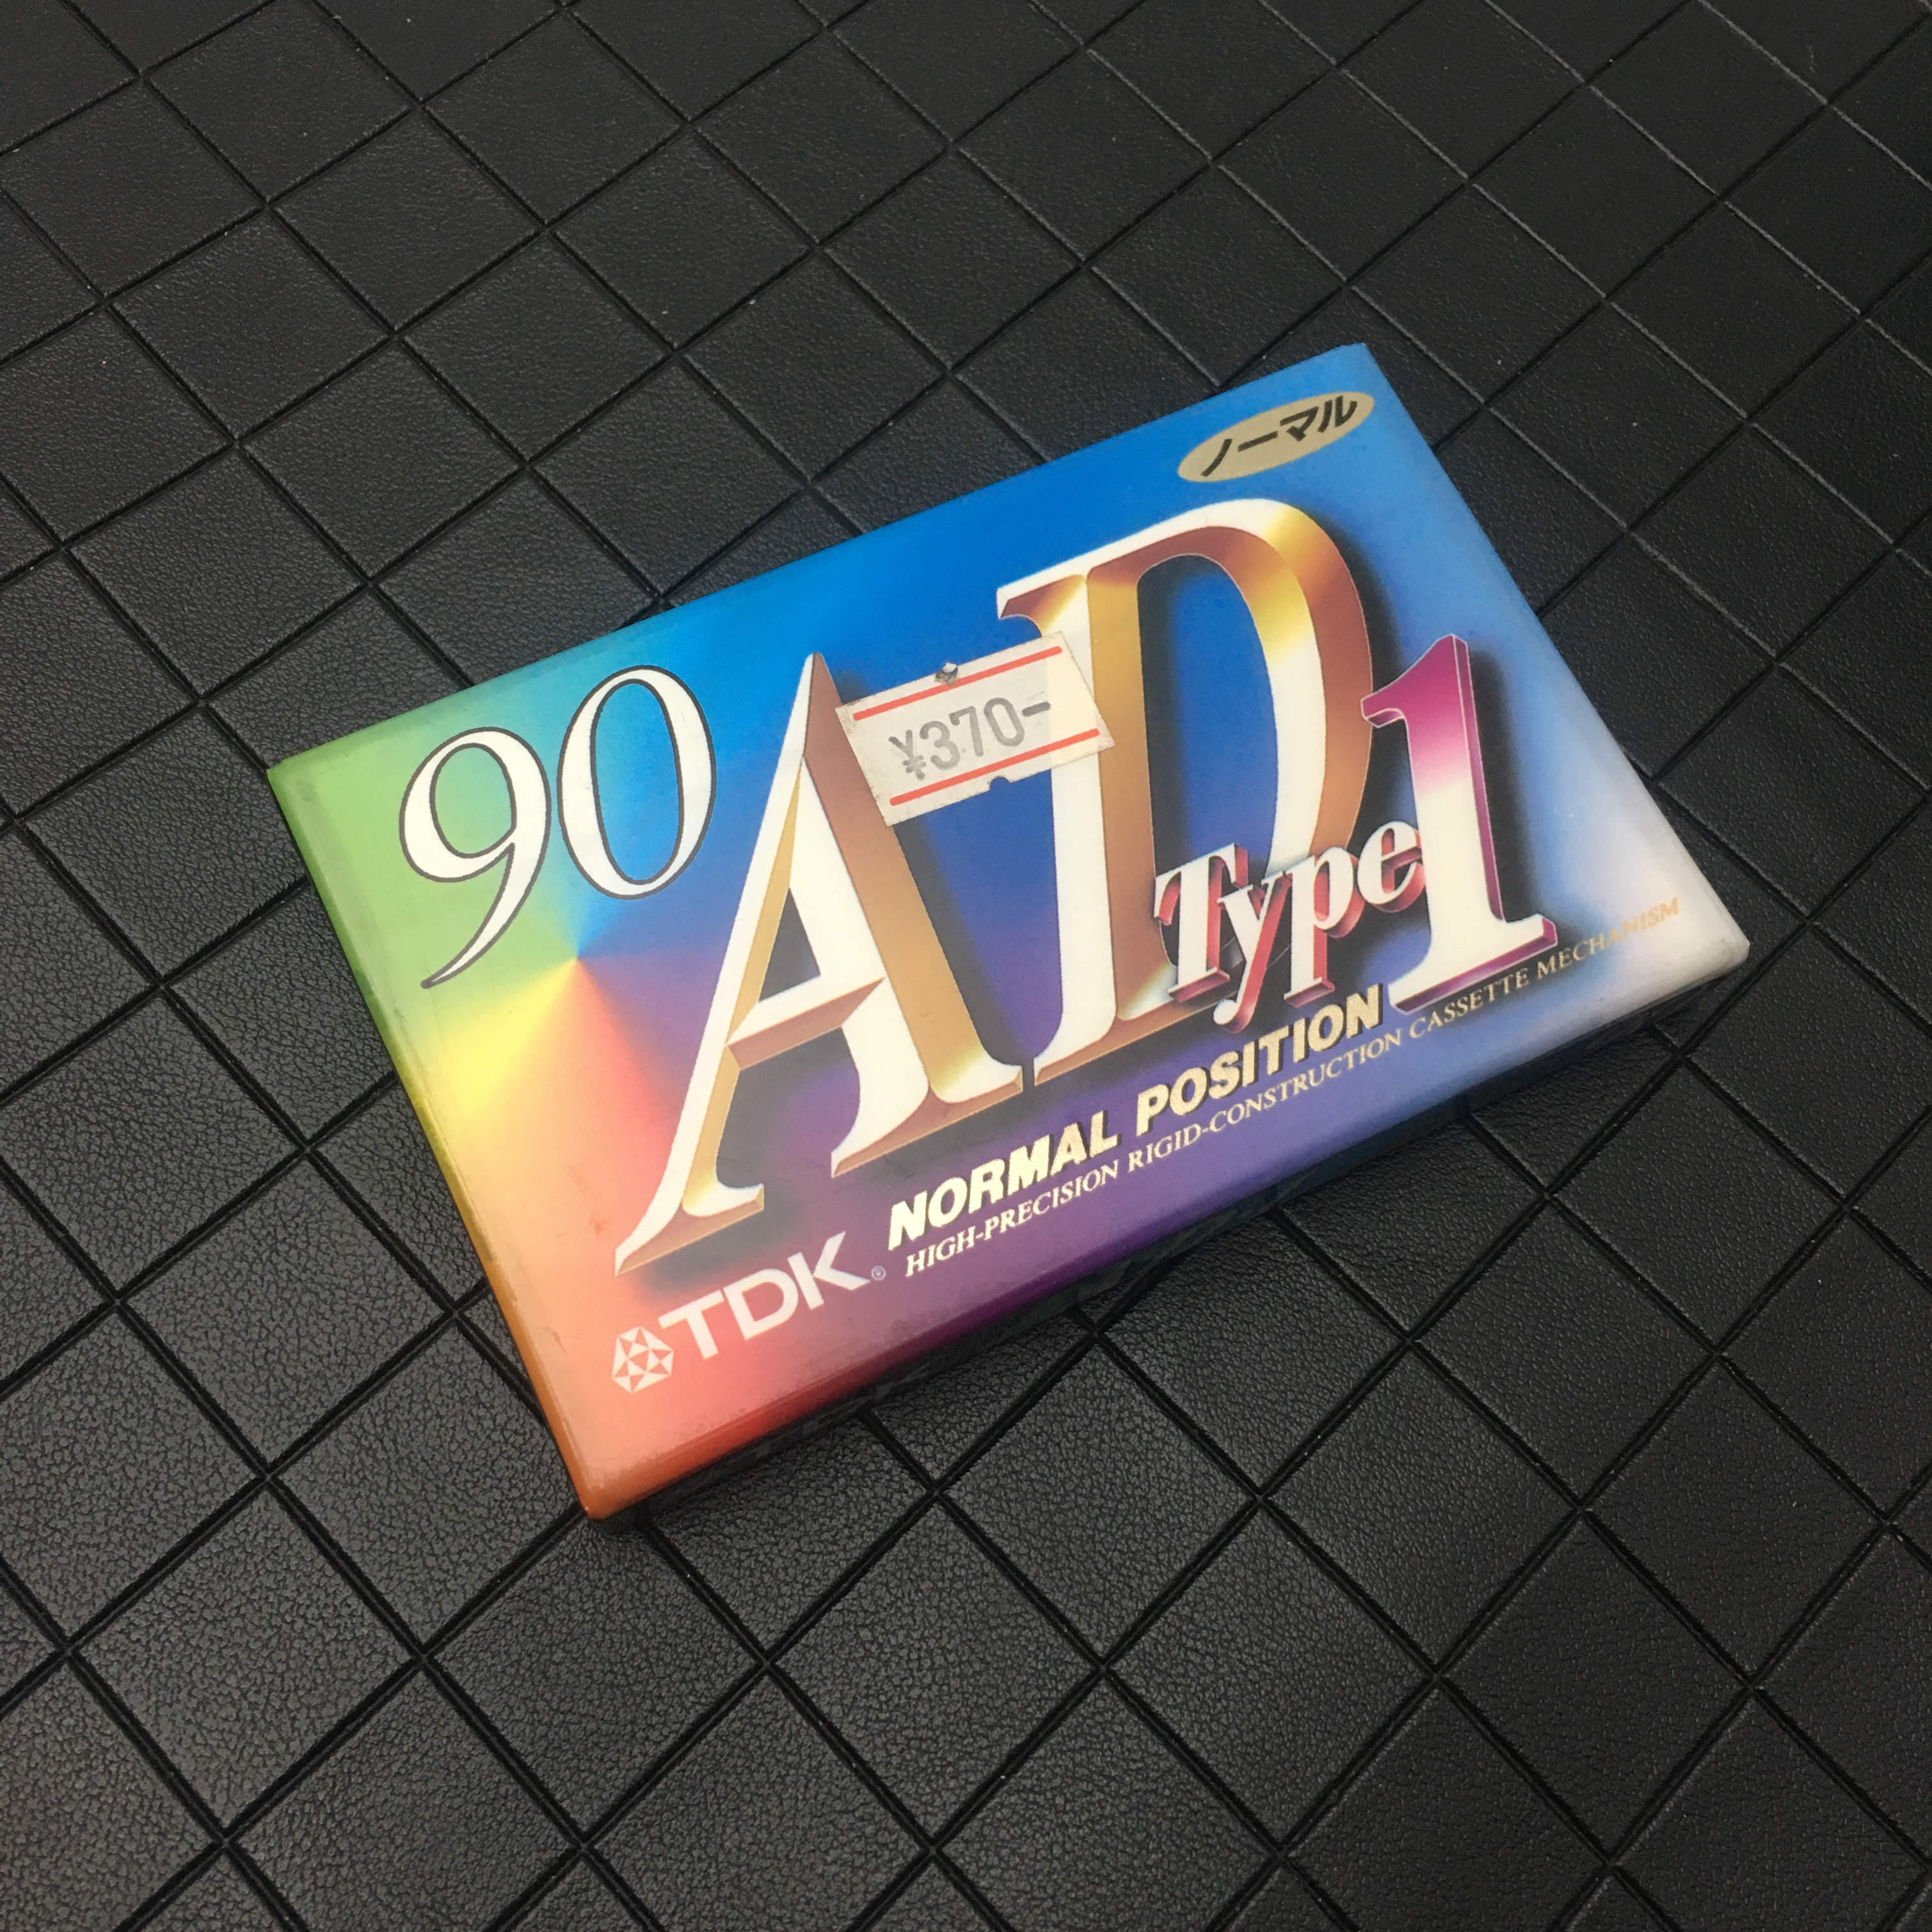 ノーマル
90
AD
¥370-
Type 1
NORMAL POSITION
HIGH-PRECISION RIGID-CONSTRUCTION CASSETTE MECHANISM
TDK®